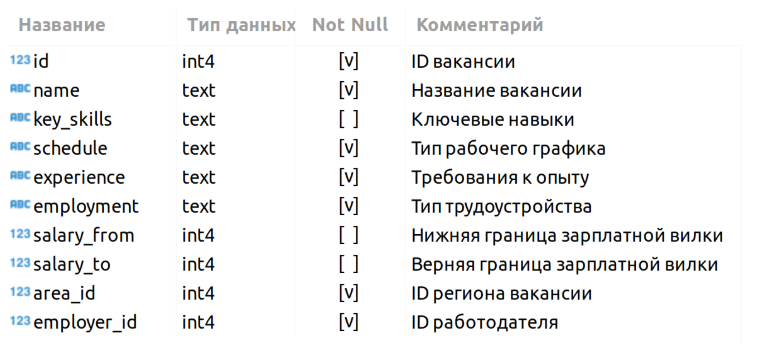 Название Тип данных Not Null Комментарий
123 id int4 [v] ID вакансии
ABC name text [v] Название вакансии
ABC key_skills text [ ] Ключевые навыки
ABC schedule text [v] Тип рабочего графика
ABC experience text [v] Требования к опыту
ABC employment text [v] Тип трудоустройства
123 salary_from int4 [ ] Нижняя граница зарплатной вилки
123 salary_to int4 [ ] Верняя граница зарплатной вилки
123 area_id int4 [v] ID региона вакансии
123 employer_id int4 [v] ID работодателя